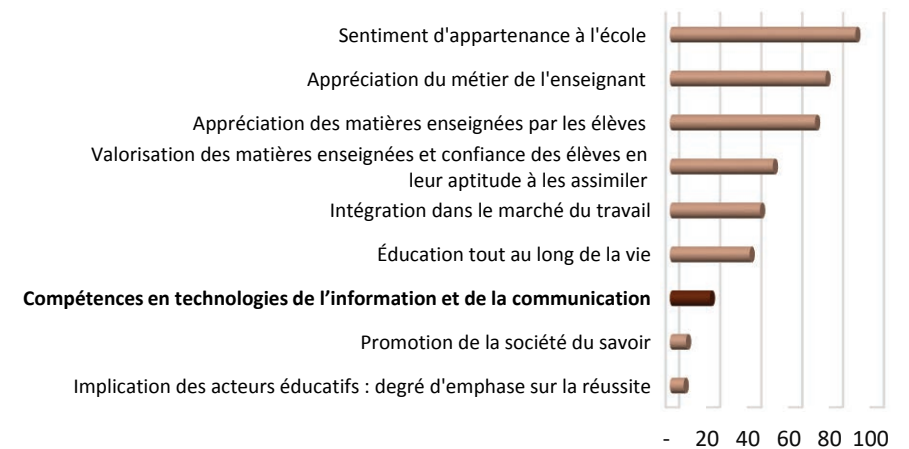 Sentiment d'appartenance à l'école
Appréciation du métier de l'enseignant
Appréciation des matières enseignées par les élèves
Valorisation des matières enseignées et confiance des élèves en
leur aptitude à les assimiler
Intégration dans le marché du travail
Éducation tout au long de la vie
Compétences en technologies de l’information et de la communication
Promotion de la société du savoir
Implication des acteurs éducatifs : degré d'emphase sur la réussite
- 20 40 60 80 100